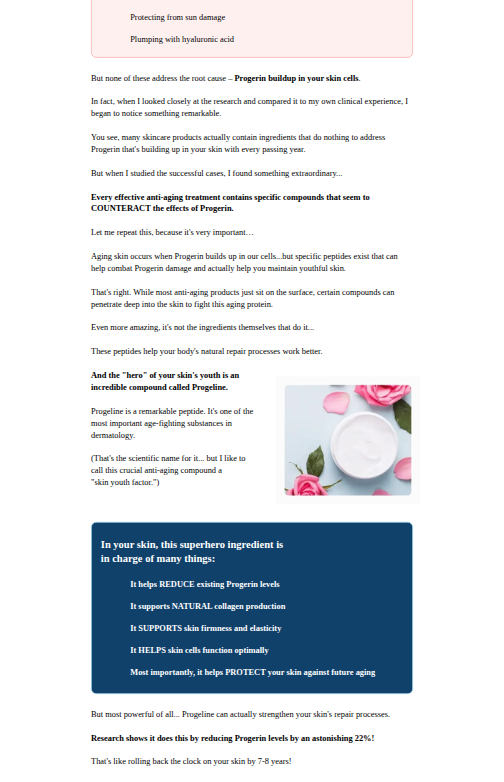 Protecting from sun damage
Plumping with hyaluronic acid
But none of these address the root cause – Progerin buildup in your skin cells.
In fact, when I looked closely at the research and compared it to my own clinical experience, I
began to notice something remarkable.
You see, many skincare products actually contain ingredients that do nothing to address
Progerin that's building up in your skin with every passing year.
But when I studied the successful cases, I found something extraordinary...
Every effective anti-aging treatment contains specific compounds that seem to
COUNTERACT the effects of Progerin.
Let me repeat this, because it's very important…
Aging skin occurs when Progerin builds up in our cells...but specific peptides exist that can
help combat Progerin damage and actually help you maintain youthful skin.
That's right. While most anti-aging products just sit on the surface, certain compounds can
penetrate deep into the skin to fight this aging protein.
Even more amazing, it's not the ingredients themselves that do it...
These peptides help your body's natural repair processes work better.
And the "hero" of your skin's youth is an
incredible compound called Progeline.
Progeline is a remarkable peptide. It's one of the
most important age-fighting substances in
dermatology.
(That's the scientific name for it... but I like to
call this crucial anti-aging compound a
"skin youth factor.")
In your skin, this superhero ingredient is
in charge of many things:
It helps REDUCE existing Progerin levels
It supports NATURAL collagen production
It SUPPORTS skin firmness and elasticity
It HELPS skin cells function optimally
Most importantly, it helps PROTECT your skin against future aging
But most powerful of all... Progeline can actually strengthen your skin's repair processes.
Research shows it does this by reducing Progerin levels by an astonishing 22%!
That's like rolling back the clock on your skin by 7-8 years!